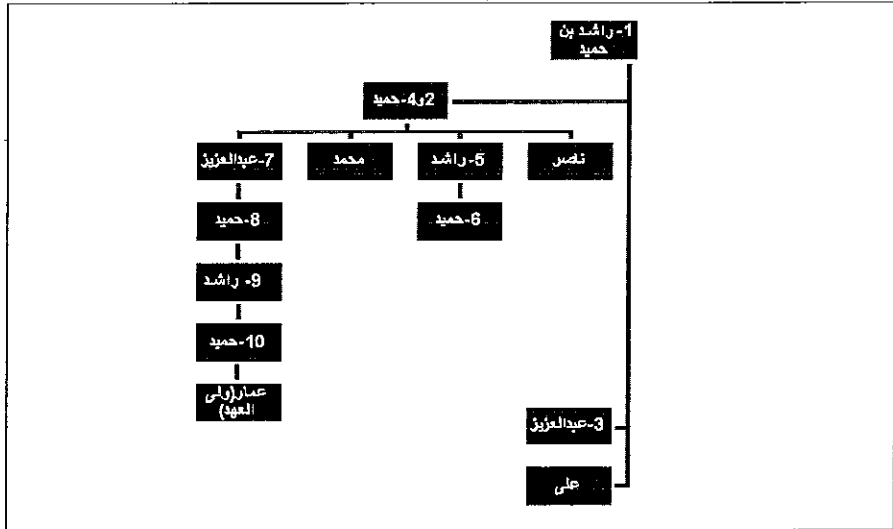 1- راشد بن
حميد
2و4-حميد
ناصر
5-راشد
محمد
7-عبدالعزيز
6-حميد
8-حميد
9- راشد
10-حميد
عمار(ولى
العهد)
3-عبدالعزيز
على